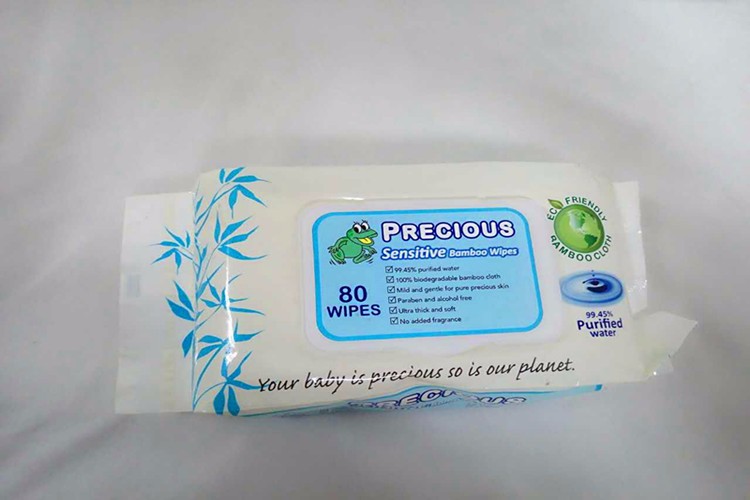 PRECIOUS
Sensitive Bamboo Wipes
99.45% purified water
100% biodegradable bamboo cloth
Mild and gentle for pure precious skin
Paraben and alcohol free
Ultra thick and soft
No added fragrance
80
WIPES
ECO FRIENDLY
BAMBOO CLOTH
99.45%
Purified
water
Your baby is precious so is our planet.
PRECIOUS